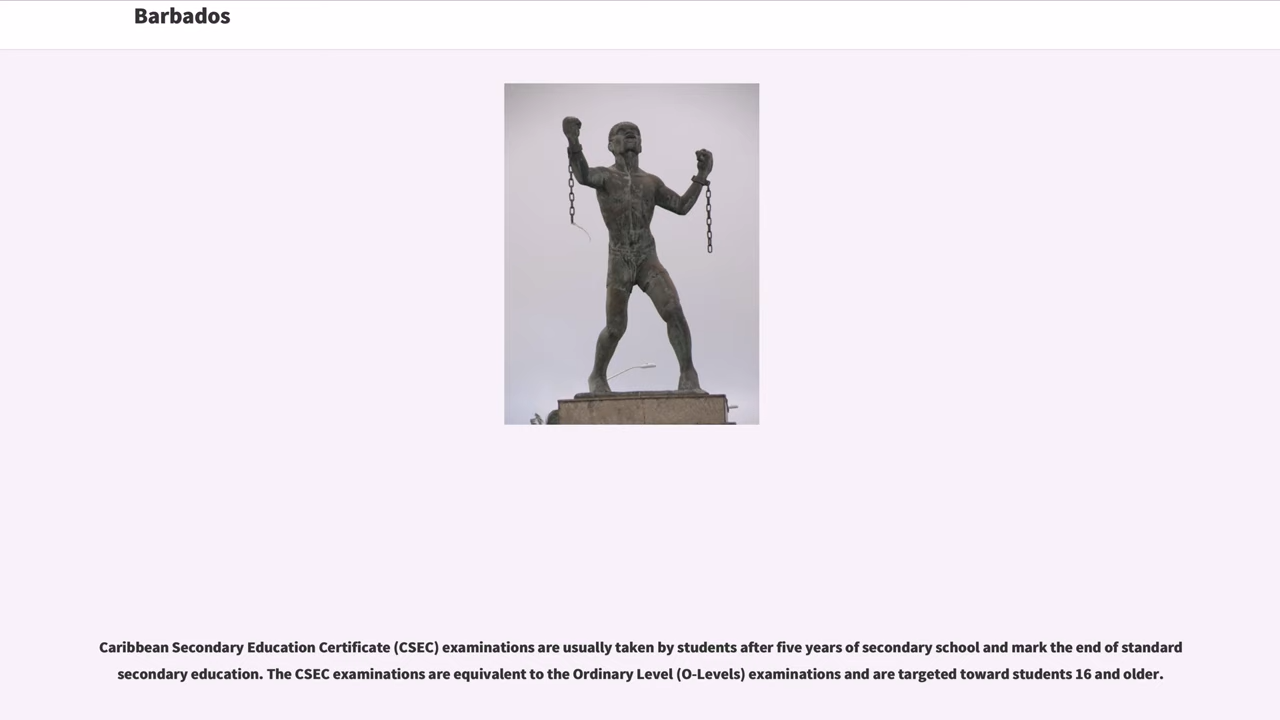 Barbados
Caribbean Secondary Education Certificate (CSEC) examinations are usually taken by students after five years of secondary school and mark the end of standard
secondary education. The CSEC examinations are equivalent to the Ordinary Level (O-Levels) examinations and are targeted toward students 16 and older.